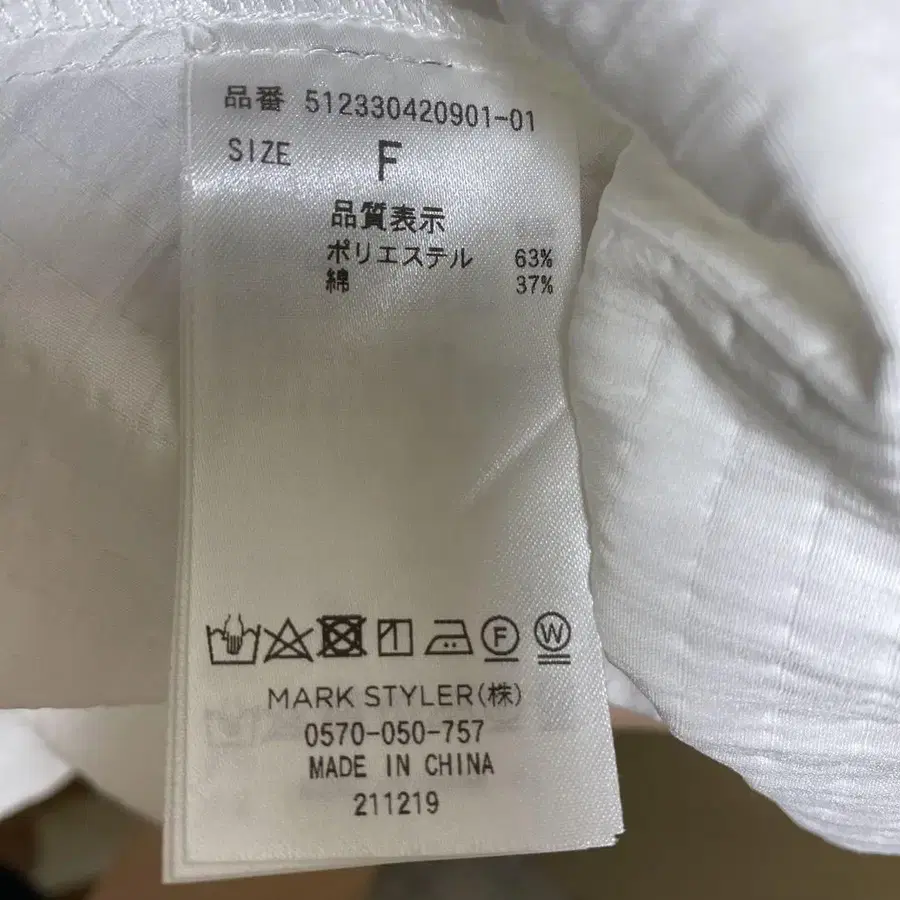 品番 512330420901-01
SIZE F
品質表示
ポリエステル 63%
綿 37%
F W
MARK STYLER(株)
0570-050-757
MADE IN CHINA
211219